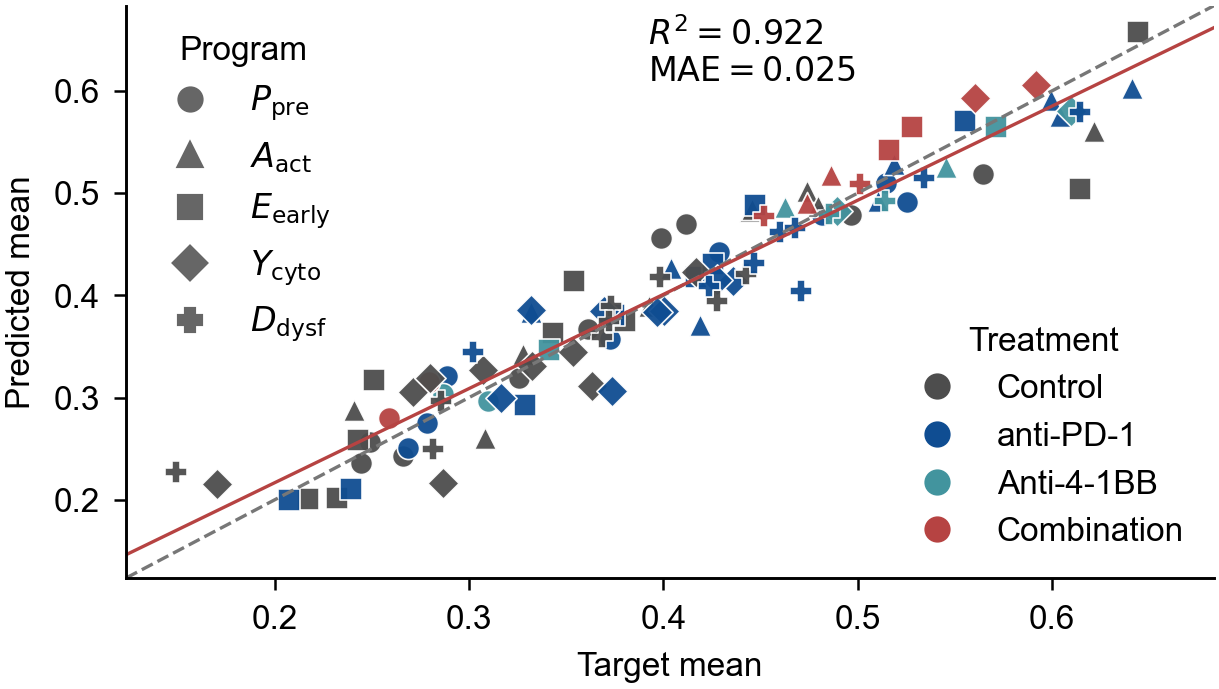 Program
P_pre
A_act
E_early
Y_cyto
D_dysf
R² = 0.922
MAE = 0.025
Treatment
Control
anti-PD-1
Anti-4-1BB
Combination
Predicted mean
0.6
0.5
0.4
0.3
0.2
0.2 0.3 0.4 0.5 0.6
Target mean